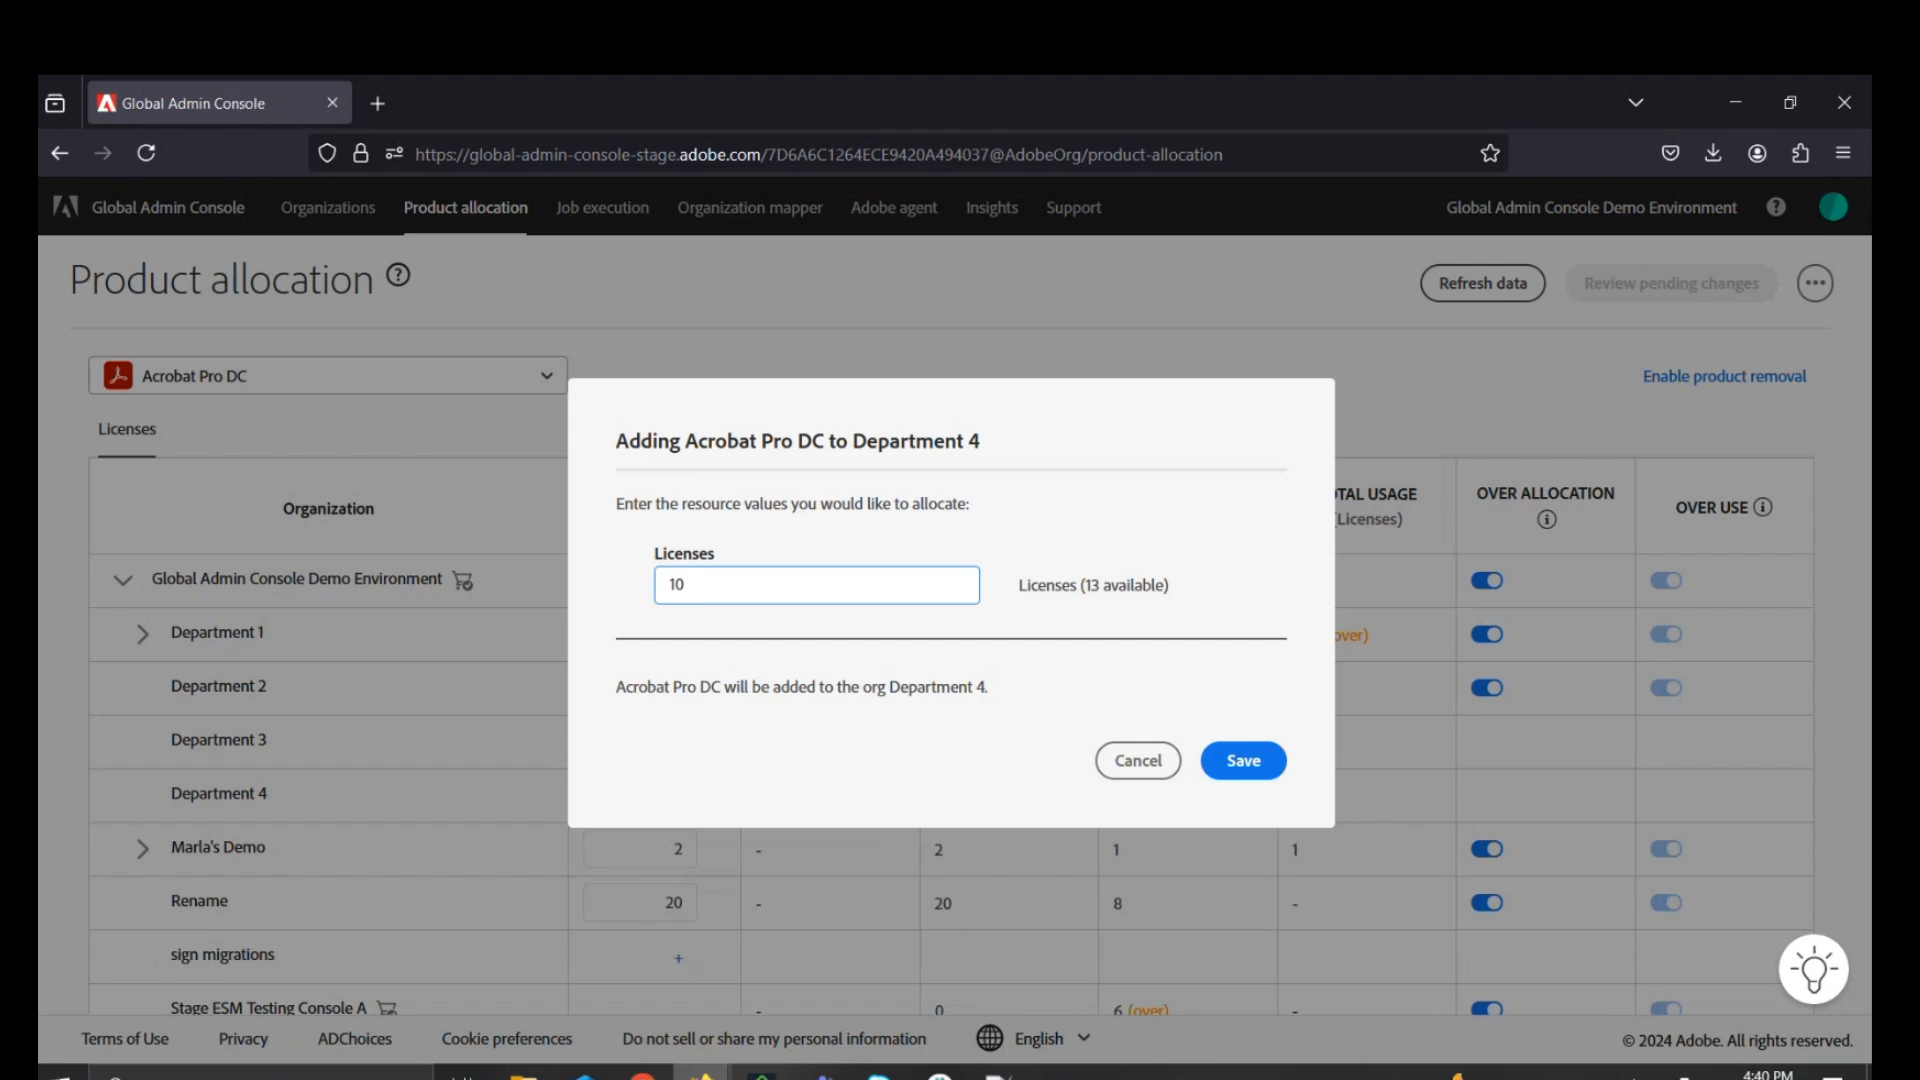 Global Admin Console
https://global-admin-console-stage.adobe.com/7D6A6C1264ECE9420A494037@AdobeOrg/product-allocation
Global Admin Console Organizations Product allocation Job execution Organization mapper Adobe agent Insights Support Global Admin Console Demo Environment
Product allocation
Refresh data Review pending changes
Acrobat Pro DC
Enable product removal
Licenses
Adding Acrobat Pro DC to Department 4
Enter the resource values you would like to allocate:
Licenses
10 Licenses (13 available)
Acrobat Pro DC will be added to the org Department 4.
Cancel Save
Organization TAL USAGE (Licenses) OVER ALLOCATION OVER USE
Global Admin Console Demo Environment
Department 1 over)
Department 2
Department 3
Department 4
Marla's Demo 2 - 2 1 1
Rename 20 - 20 8 -
sign migrations +
Stage ESM Testing Console A - 0 6 (over) -
Terms of Use Privacy ADChoices Cookie preferences Do not sell or share my personal information English © 2024 Adobe. All rights reserved.
4:40 PM